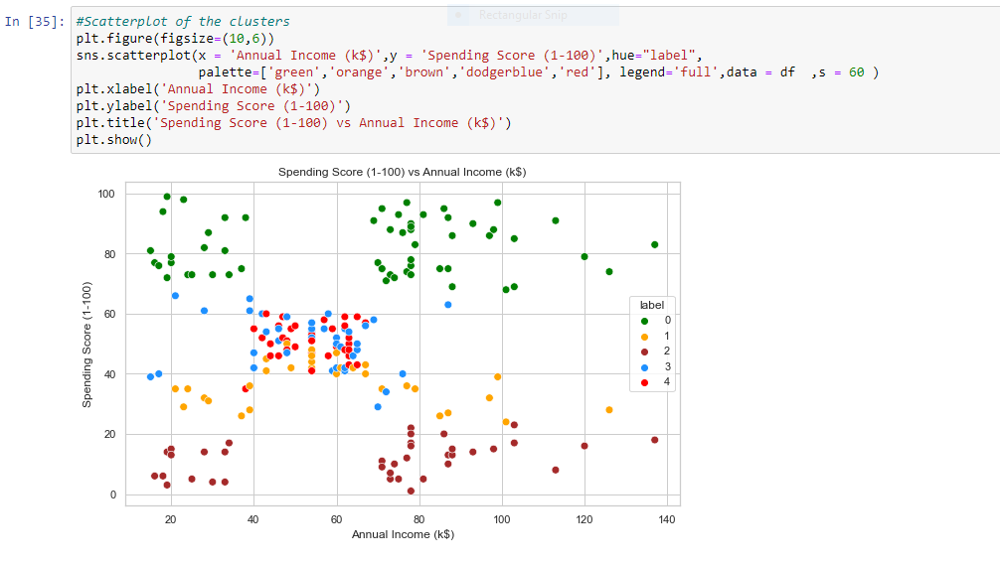 Rectangular Snip
In [35]: #Scatterplot of the clusters
plt.figure(figsize=(10,6))
sns.scatterplot(x = 'Annual Income (k$)',y = 'Spending Score (1-100)',hue="label",
                palette=['green','orange','brown','dodgerblue','red'], legend='full',data = df  ,s = 60 )
plt.xlabel('Annual Income (k$)')
plt.ylabel('Spending Score (1-100)')
plt.title('Spending Score (1-100) vs Annual Income (k$)')
plt.show()
Spending Score (1-100) vs Annual Income (k$)
100
80
60
40
20
0
Spending Score (1-100)
label
0
1
2
3
4
20 40 60 80 100 120 140
Annual Income (k$)